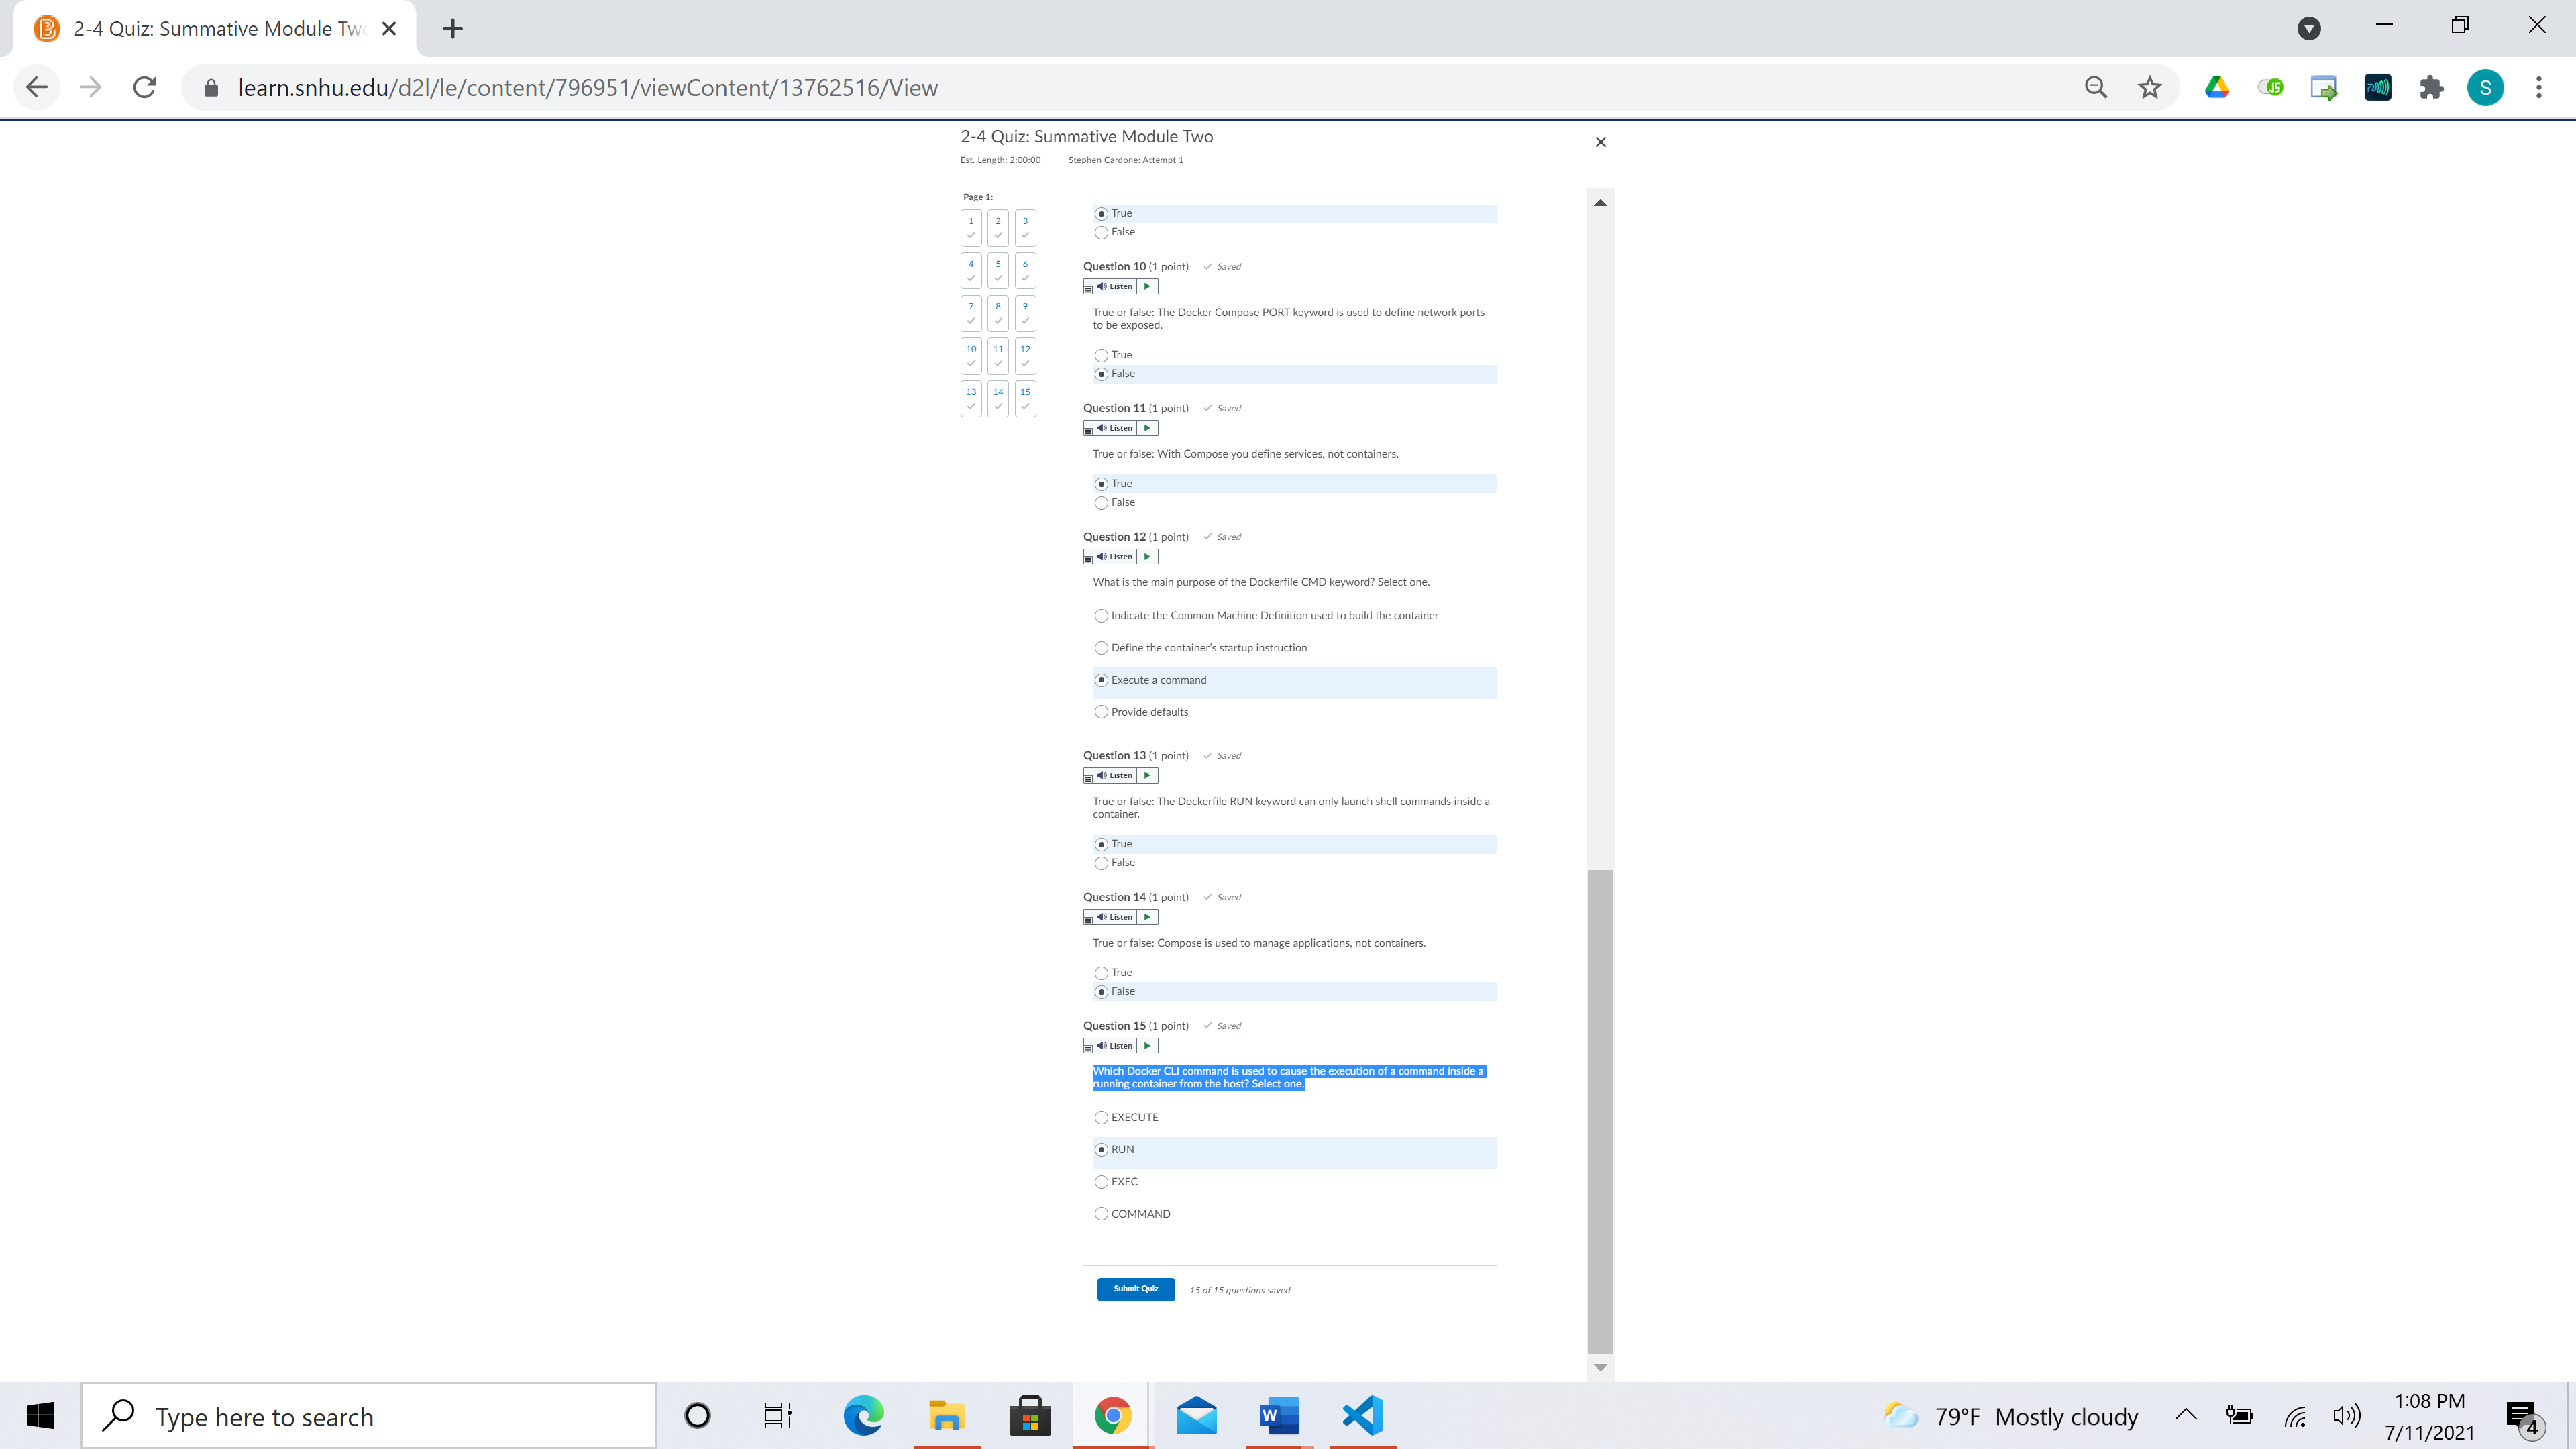 2-4 Quiz: Summative Module Two
learn.snhu.edu/d2l/le/content/796951/viewContent/13762516/View
S
2-4 Quiz: Summative Module Two
Est. Length: 2:00:00 Stephen Cardone: Attempt 1
Page 1:
1 2 3
4 5 6
7 8 9
10 11 12
13 14 15
True
False
Question 10 (1 point) Saved
Listen
True or false: The Docker Compose PORT keyword is used to define network ports
to be exposed.
True
False
Question 11 (1 point) Saved
Listen
True or false: With Compose you define services, not containers.
True
False
Question 12 (1 point) Saved
Listen
What is the main purpose of the Dockerfile CMD keyword? Select one.
Indicate the Common Machine Definition used to build the container
Define the container's startup instruction
Execute a command
Provide defaults
Question 13 (1 point) Saved
Listen
True or false: The Dockerfile RUN keyword can only launch shell commands inside a
container.
True
False
Question 14 (1 point) Saved
Listen
True or false: Compose is used to manage applications, not containers.
True
False
Question 15 (1 point) Saved
Listen
Which Docker CLI command is used to cause the execution of a command inside a
running container from the host? Select one.
EXECUTE
RUN
EXEC
COMMAND
Submit Quiz 15 of 15 questions saved
Type here to search
79°F Mostly cloudy
1:08 PM
7/11/2021
4